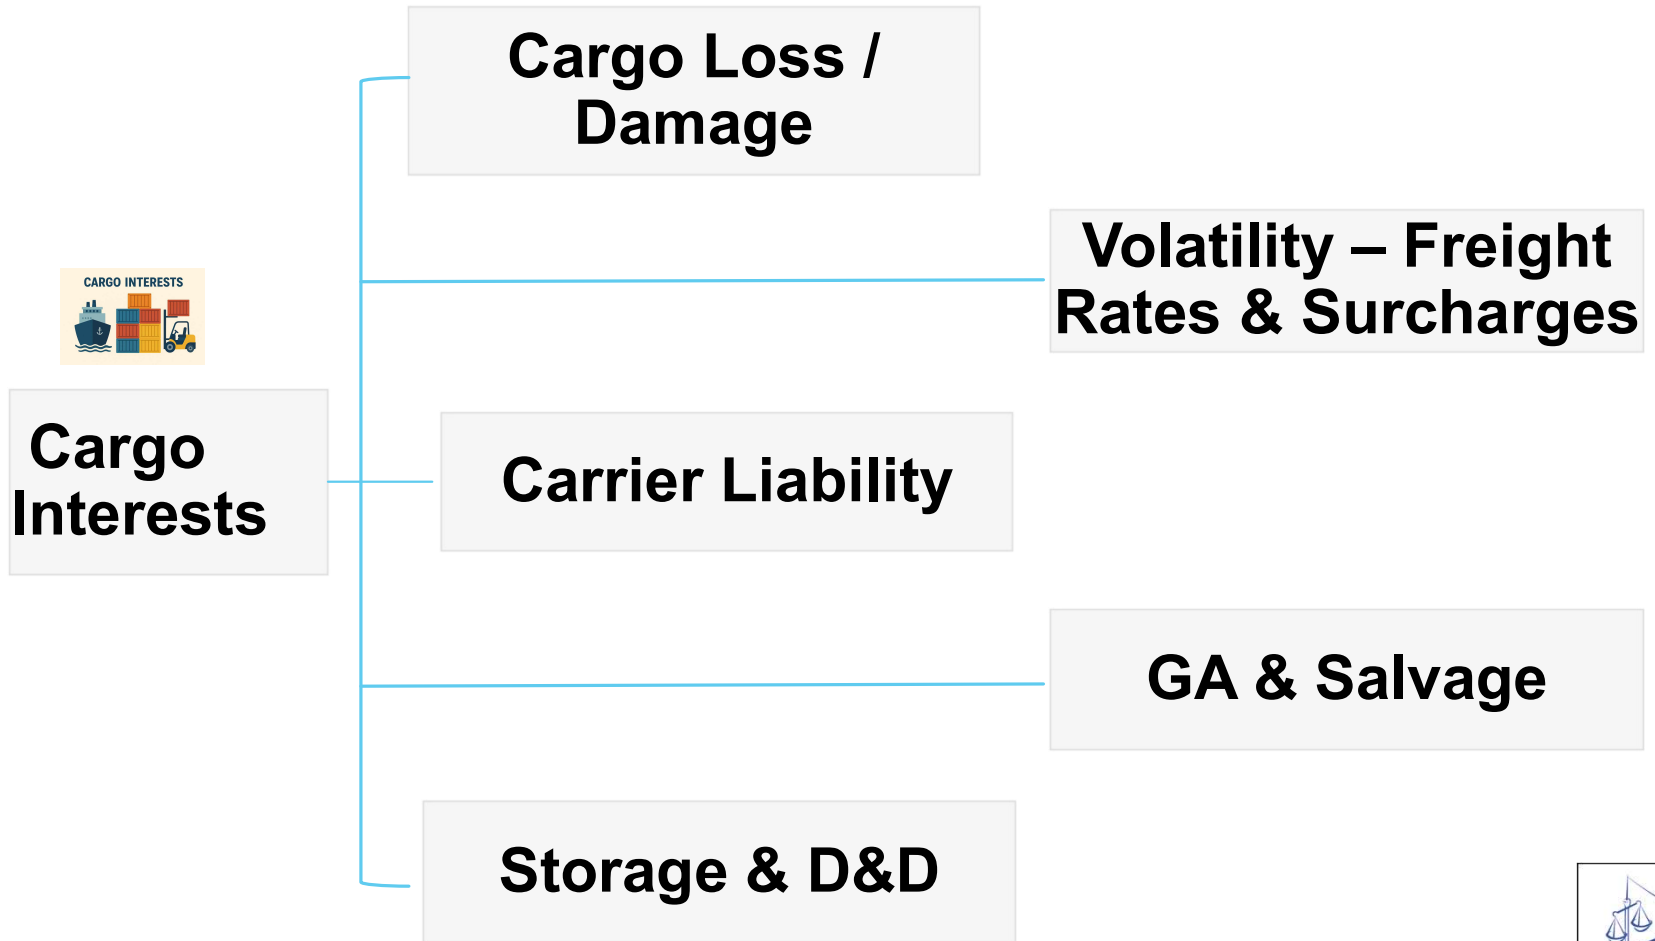 Cargo Loss /
Damage
Volatility – Freight
Rates & Surcharges
CARGO INTERESTS
Cargo
Interests
Carrier Liability
GA & Salvage
Storage & D&D